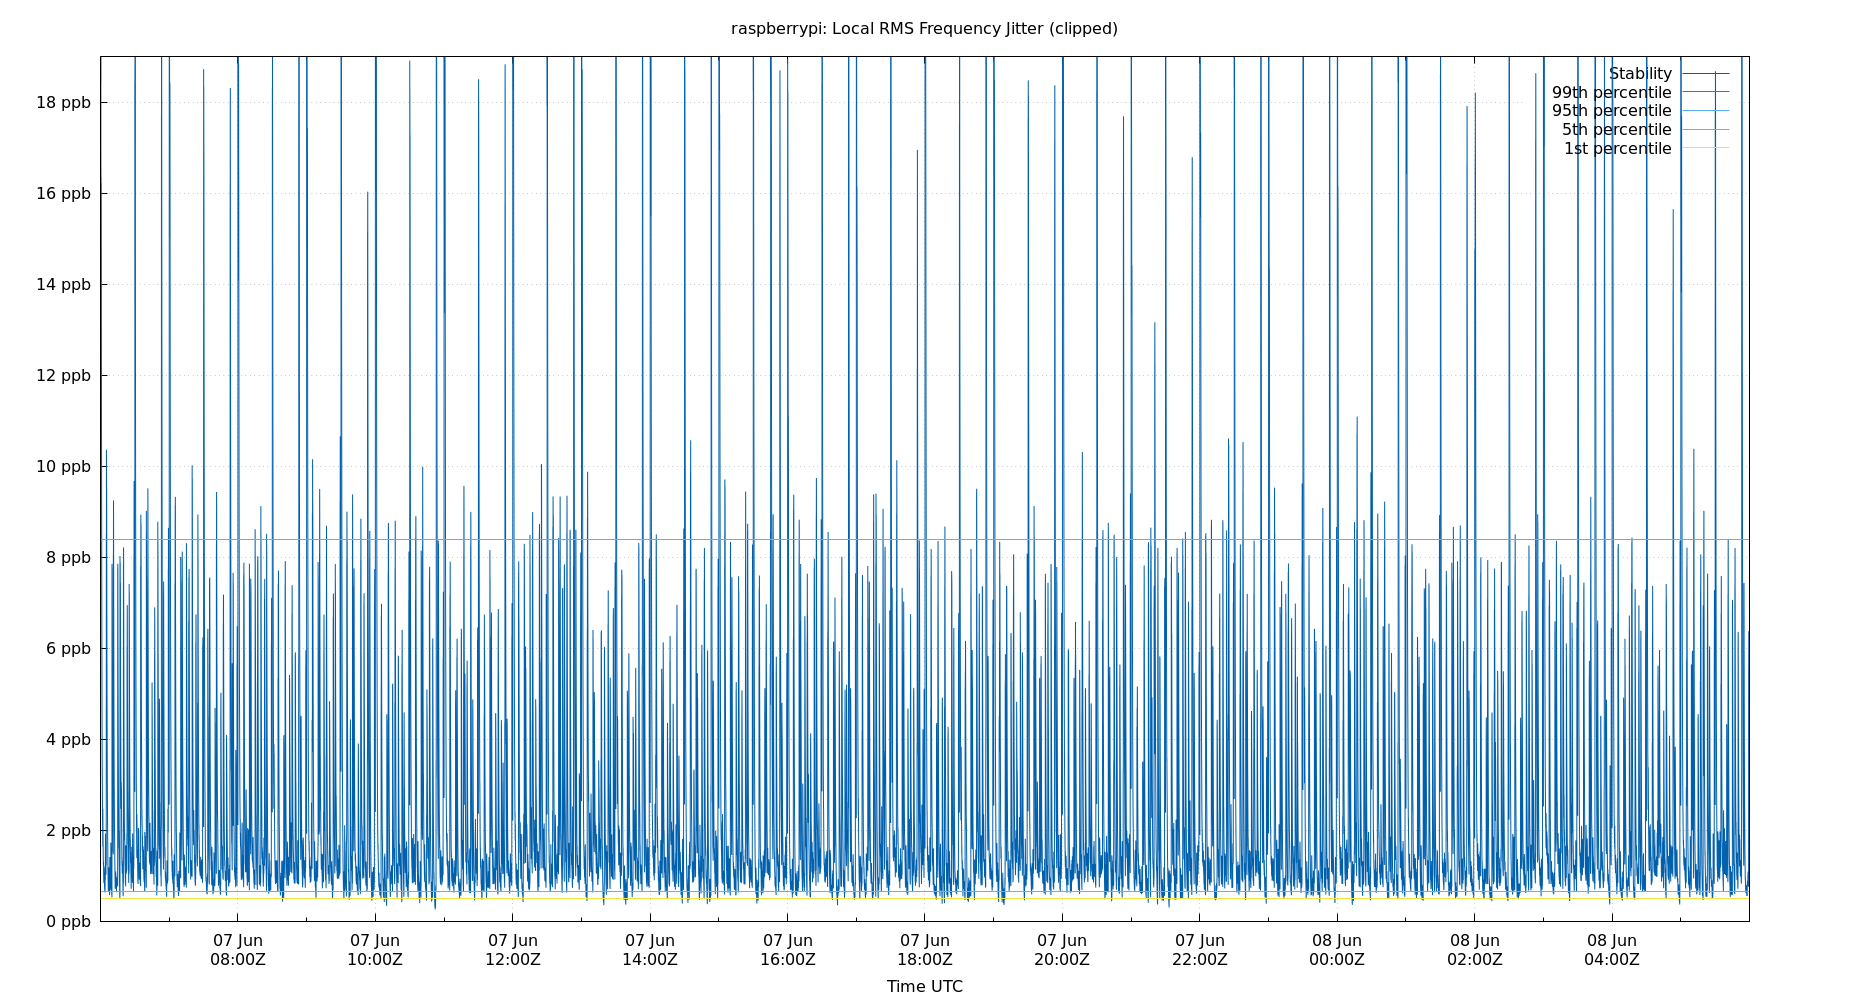 raspberrypi: Local RMS Frequency Jitter (clipped)
Stability
99th percentile
95th percentile
5th percentile
1st percentile
18 ppb
16 ppb
14 ppb
12 ppb
10 ppb
8 ppb
6 ppb
4 ppb
2 ppb
0 ppb
07 Jun 07 Jun 07 Jun 07 Jun 07 Jun 07 Jun 07 Jun 07 Jun 08 Jun 08 Jun 08 Jun
08:00Z 10:00Z 12:00Z 14:00Z 16:00Z 18:00Z 20:00Z 22:00Z 00:00Z 02:00Z 04:00Z
Time UTC